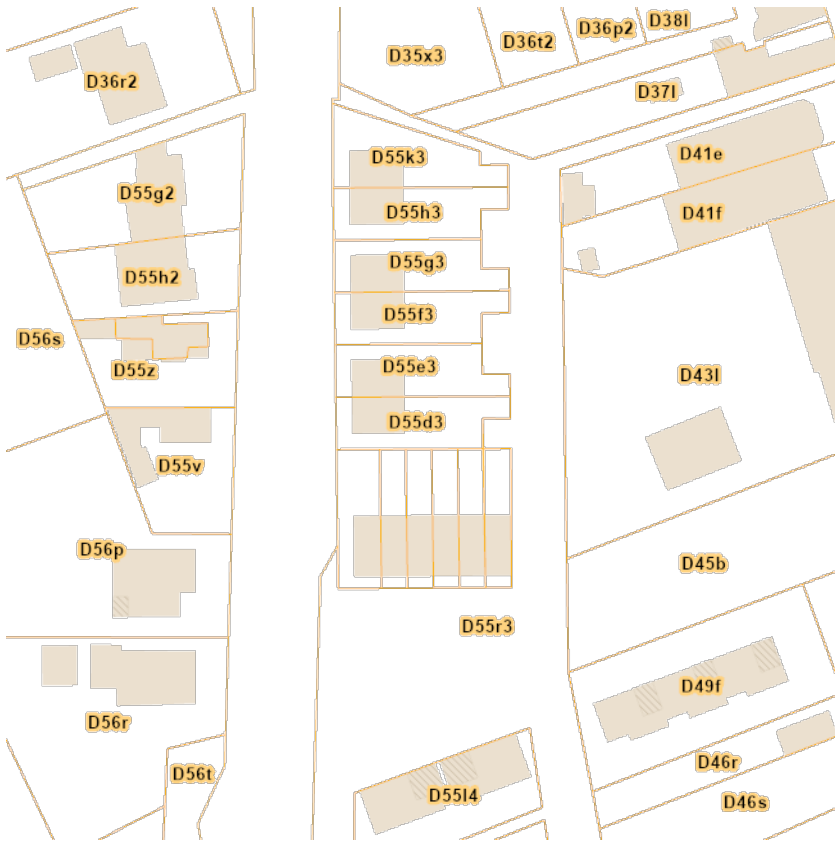 D38l
D36p2
D36t2
D35x3
D36r2
D37l
D55k3
D41e
D55g2
D55h3
D41f
D55g3
D55h2
D55f3
D56s
D55z
D55e3
D43l
D55d3
D55v
D56p
D45b
D55r3
D49f
D56r
D46r
D56t
D55l4
D46s